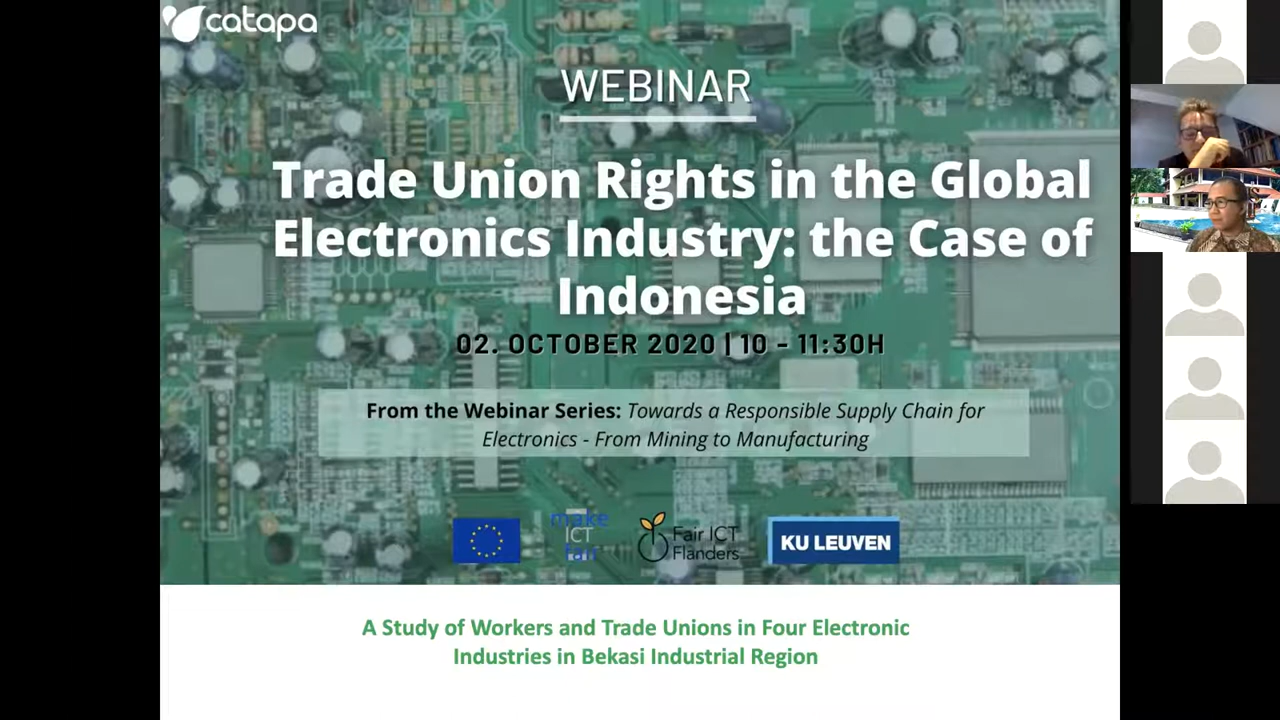 catapa
WEBINAR
Trade Union Rights in the Global
Electronics Industry: the Case of
Indonesia
02. OCTOBER 2020 | 10 - 11:30H
From the Webinar Series: Towards a Responsible Supply Chain for
Electronics - From Mining to Manufacturing
make
ICT
fair
Fair ICT
Flanders
KU LEUVEN
A Study of Workers and Trade Unions in Four Electronic
Industries in Bekasi Industrial Region